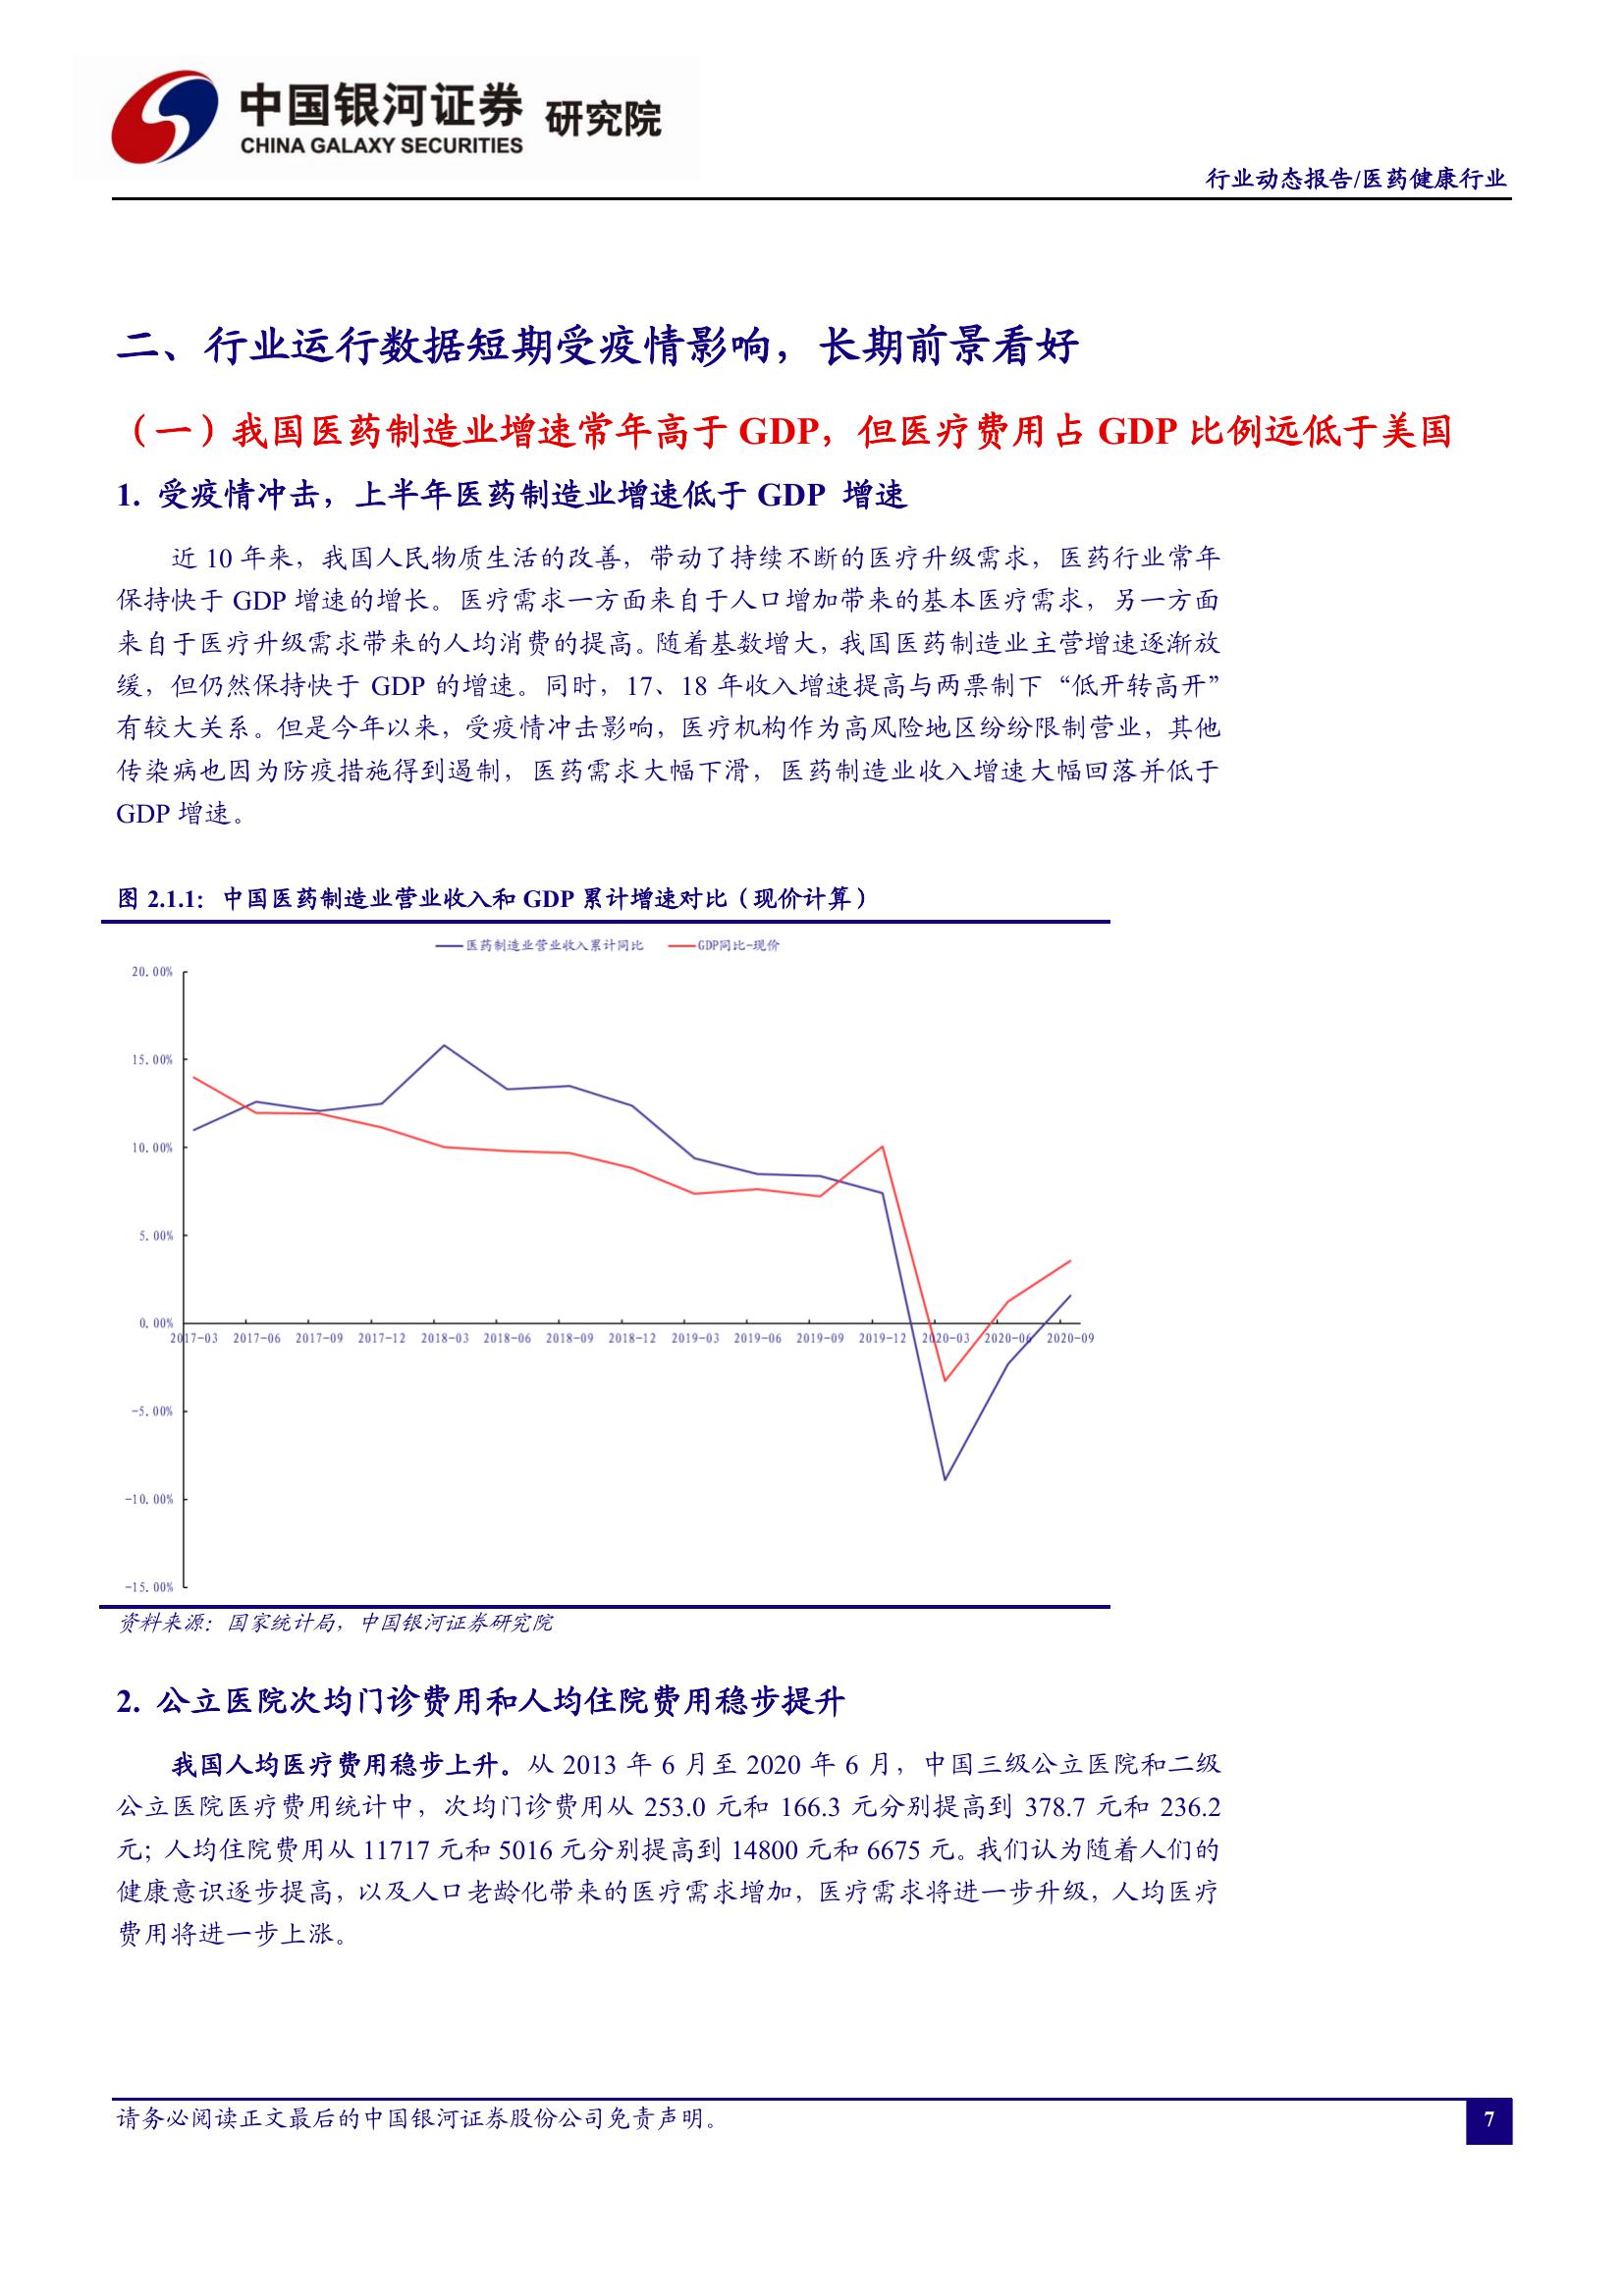 中国银河证券 研究院
CHINA GALAXY SECURITIES
行业动态报告/医药健康行业
二、行业运行数据短期受疫情影响，长期前景看好
（一）我国医药制造业增速常年高于 GDP，但医疗费用占 GDP 比例远低于美国
1. 受疫情冲击，上半年医药制造业增速低于 GDP 增速
近 10 年来，我国人民物质生活的改善，带动了持续不断的医疗升级需求，医药行业常年
保持快于 GDP 增速的增长。医疗需求一方面来自于人口增加带来的基本医疗需求，另一方面
来自于医疗升级需求带来的人均消费的提高。随着基数增大，我国医药制造业主营增速逐渐放
缓，但仍然保持快于 GDP 的增速。同时，17、18 年收入增速提高与两票制下“低开转高开”
有较大关系。但是今年以来，受疫情冲击影响，医疗机构作为高风险地区纷纷限制营业，其他
传染病也因为防疫措施得到遏制，医药需求大幅下滑，医药制造业收入增速大幅回落并低于
GDP 增速。
图 2.1.1：中国医药制造业营业收入和 GDP 累计增速对比（现价计算）
医药制造业营业收入累计同比 GDP同比-现价
20.00%
15.00%
10.00%
5.00%
0.00%
2017-03 2017-06 2017-09 2017-12 2018-03 2018-06 2018-09 2018-12 2019-03 2019-06 2019-09 2019-12 2020-03 2020-06 2020-09
-5.00%
-10.00%
-15.00%
资料来源：国家统计局，中国银河证券研究院
2. 公立医院次均门诊费用和人均住院费用稳步提升
我国人均医疗费用稳步上升。从 2013 年 6 月至 2020 年 6 月，中国三级公立医院和二级
公立医院医疗费用统计中，次均门诊费用从 253.0 元和 166.3 元分别提高到 378.7 元和 236.2
元；人均住院费用从 11717 元和 5016 元分别提高到 14800 元和 6675 元。我们认为随着人们的
健康意识逐步提高，以及人口老龄化带来的医疗需求增加，医疗需求将进一步升级，人均医疗
费用将进一步上涨。
请务必阅读正文最后的中国银河证券股份公司免责声明。
7